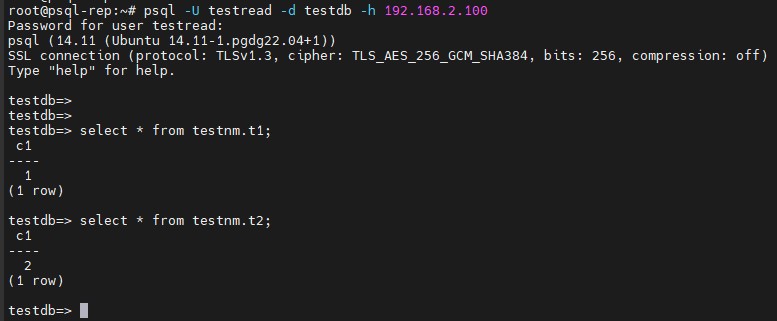 root@psql-rep:~# psql -U testread -d testdb -h 192.168.2.100
Password for user testread:
psql (14.11 (Ubuntu 14.11-1.pgdg22.04+1))
SSL connection (protocol: TLSv1.3, cipher: TLS_AES_256_GCM_SHA384, bits: 256, compression: off)
Type "help" for help.

testdb=>
testdb=>
testdb=> select * from testnm.t1;
 c1
----
  1
(1 row)

testdb=> select * from testnm.t2;
 c1
----
  2
(1 row)

testdb=>